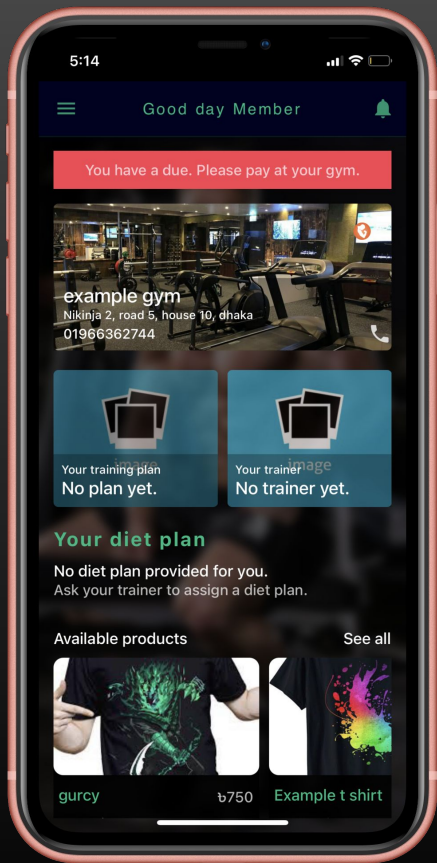 5:14
Good day Member
You have a due. Please pay at your gym.
example gym
Nikinja 2, road 5, house 10, dhaka
01966362744
image
Your training plan
No plan yet.
image
Your trainer
No trainer yet.
Your diet plan
No diet plan provided for you.
Ask your trainer to assign a diet plan.
Available products See all
gurcy ৳750 Example t shirt